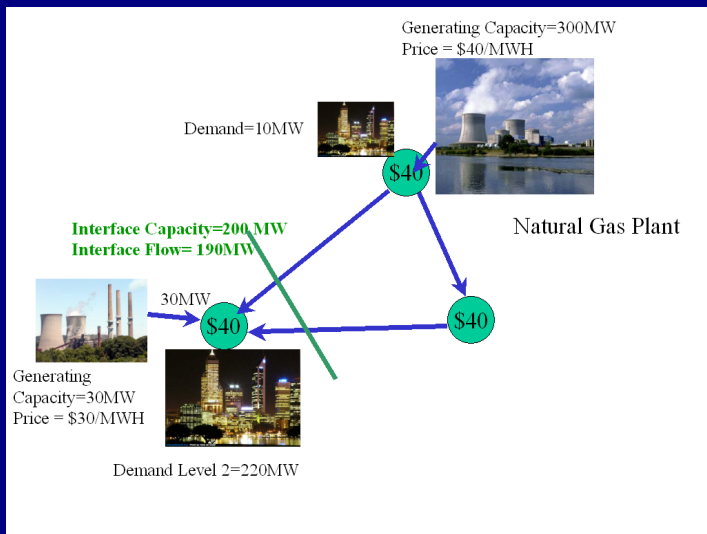 Generating Capacity=300MW
Price = $40/MWH
Demand=10MW
$40
Natural Gas Plant
Interface Capacity=200 MW
Interface Flow= 190MW
30MW
$40
$40
Generating
Capacity=30MW
Price = $30/MWH
Demand Level 2=220MW